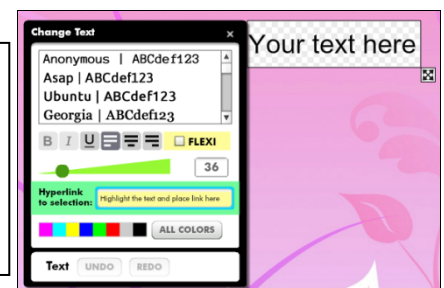 Change Text ×
Your text here
Anonymous | ABCdef123
Asap | ABCdef123
Ubuntu | ABCdef123
Georgia | ABCdef123
B I U FLEXI
36
Hyperlink
to selection: Highlight the text and place link here
ALL COLORS
Text UNDO REDO